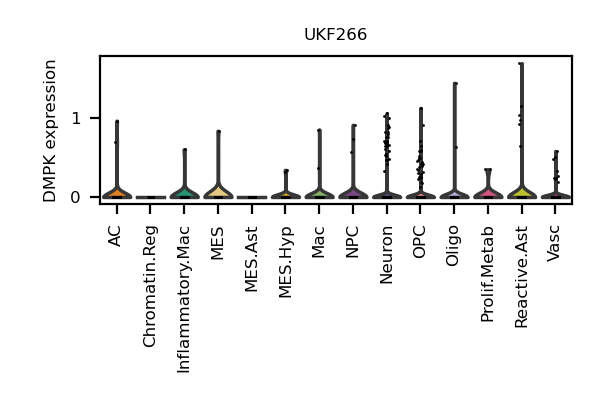 UKF266
DMPK expression
1
0
AC
Chromatin.Reg
Inflammatory.Mac
MES
MES.Ast
MES.Hyp
Mac
NPC
Neuron
OPC
Oligo
Prolif.Metab
Reactive.Ast
Vasc